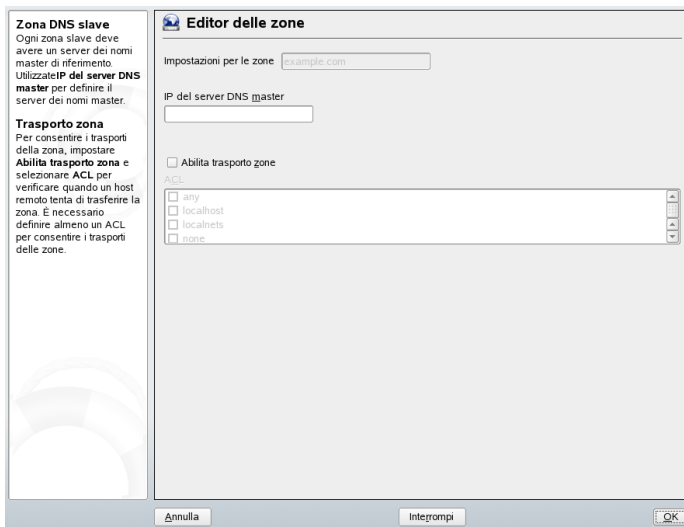 Zona DNS slave
Ogni zona slave deve
avere un server dei nomi
master di riferimento.
UtilizzateIP del server DNS
master per definire il
server dei nomi master.
Trasporto zona
Per consentire i trasporti
della zona, impostare
Abilita trasporto zona e
selezionare ACL per
verificare quando un host
remoto tenta di trasferire la
zona. È necessario
definire almeno un ACL
per consentire i trasporti
delle zone.
Editor delle zone
Impostazioni per le zone example.com
IP del server DNS master
Abilita trasporto zone
ACL
any
localhost
localnets
none
Annulla
Interrompi
OK